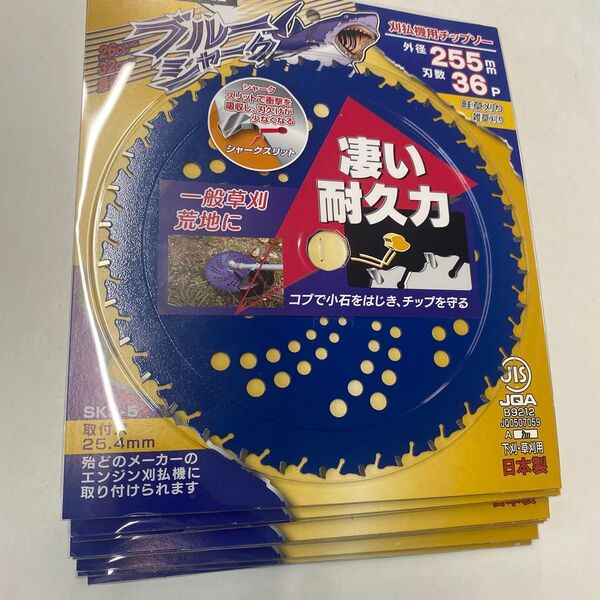 ブルー
シャーク
刈払機用チップソー
外径 255mm
刃数 36P
畦草刈り
雑草刈り
26cc
シャーク
スリットで衝撃を
吸収し、刃欠けが
少なくなる
シャークスリット
凄い
耐久力
一般草刈
荒地に
コブで小石をはじき、チップを守る
JIS
JQA
B9212
JQ0507059
A
下刈・草刈用
日本製
取付穴
25.4mm
殆どのメーカーの
エンジン刈払機に
取り付けられます